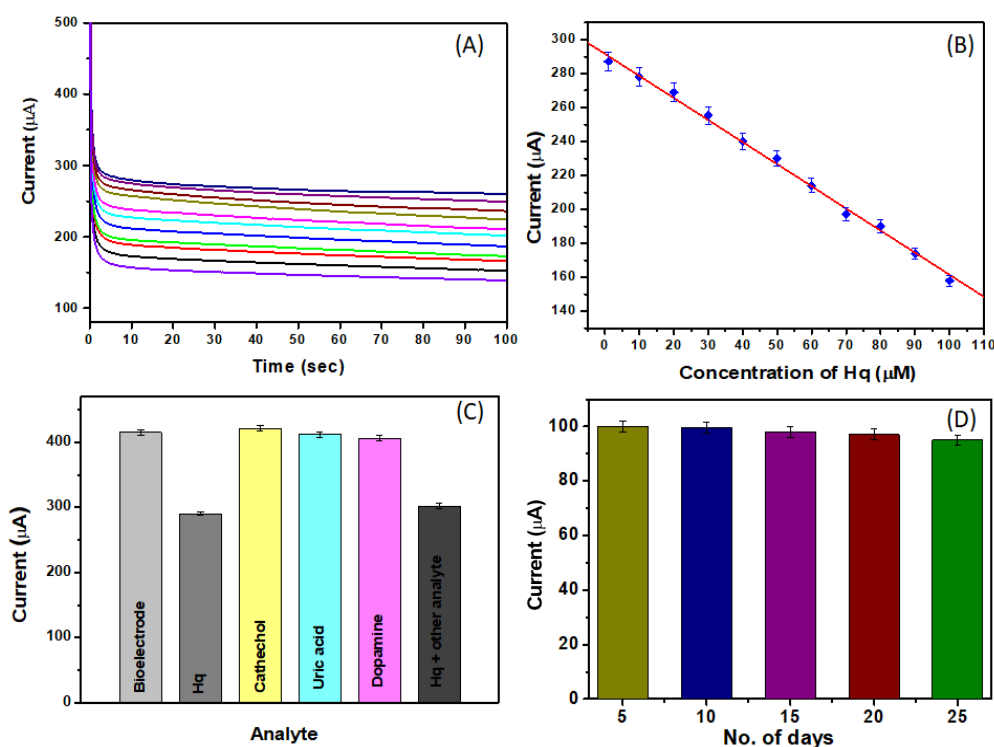 (A)
500
400
300
200
100
Current (μA)
0 10 20 30 40 50 60 70 80 90 100
Time (sec)
(B)
300
280
260
240
220
200
180
160
140
Current (μA)
0 10 20 30 40 50 60 70 80 90 100 110
Concentration of Hq (μM)
(C)
400
300
200
100
0
Current (μA)
Bioelectrode
Hq
Cathechol
Uric acid
Dopamine
Hq + other analyte
Analyte
(D)
100
80
60
40
20
0
Current (μA)
5 10 15 20 25
No. of days